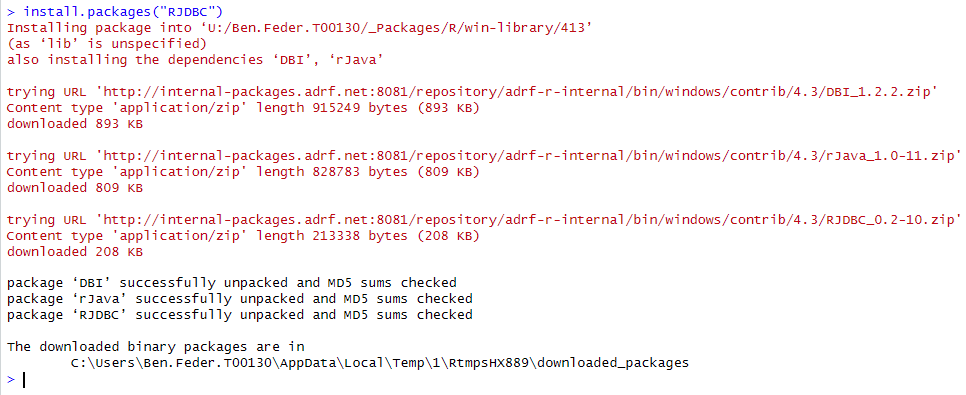 > install.packages("RJDBC")
Installing package into ‘U:/Ben.Feder.T00130/_Packages/R/win-library/413’
(as ‘lib’ is unspecified)
also installing the dependencies ‘DBI’, ‘rJava’
trying URL 'http://internal-packages.adrf.net:8081/repository/adrf-r-internal/bin/windows/contrib/4.3/DBI_1.2.2.zip'
Content type 'application/zip' length 915249 bytes (893 KB)
downloaded 893 KB
trying URL 'http://internal-packages.adrf.net:8081/repository/adrf-r-internal/bin/windows/contrib/4.3/rJava_1.0-11.zip'
Content type 'application/zip' length 828783 bytes (809 KB)
downloaded 809 KB
trying URL 'http://internal-packages.adrf.net:8081/repository/adrf-r-internal/bin/windows/contrib/4.3/RJDBC_0.2-10.zip'
Content type 'application/zip' length 213338 bytes (208 KB)
downloaded 208 KB
package ‘DBI’ successfully unpacked and MD5 sums checked
package ‘rJava’ successfully unpacked and MD5 sums checked
package ‘RJDBC’ successfully unpacked and MD5 sums checked
The downloaded binary packages are in
C:\Users\Ben.Feder.T00130\AppData\Local\Temp\1\RtmpsHX889\downloaded_packages
>